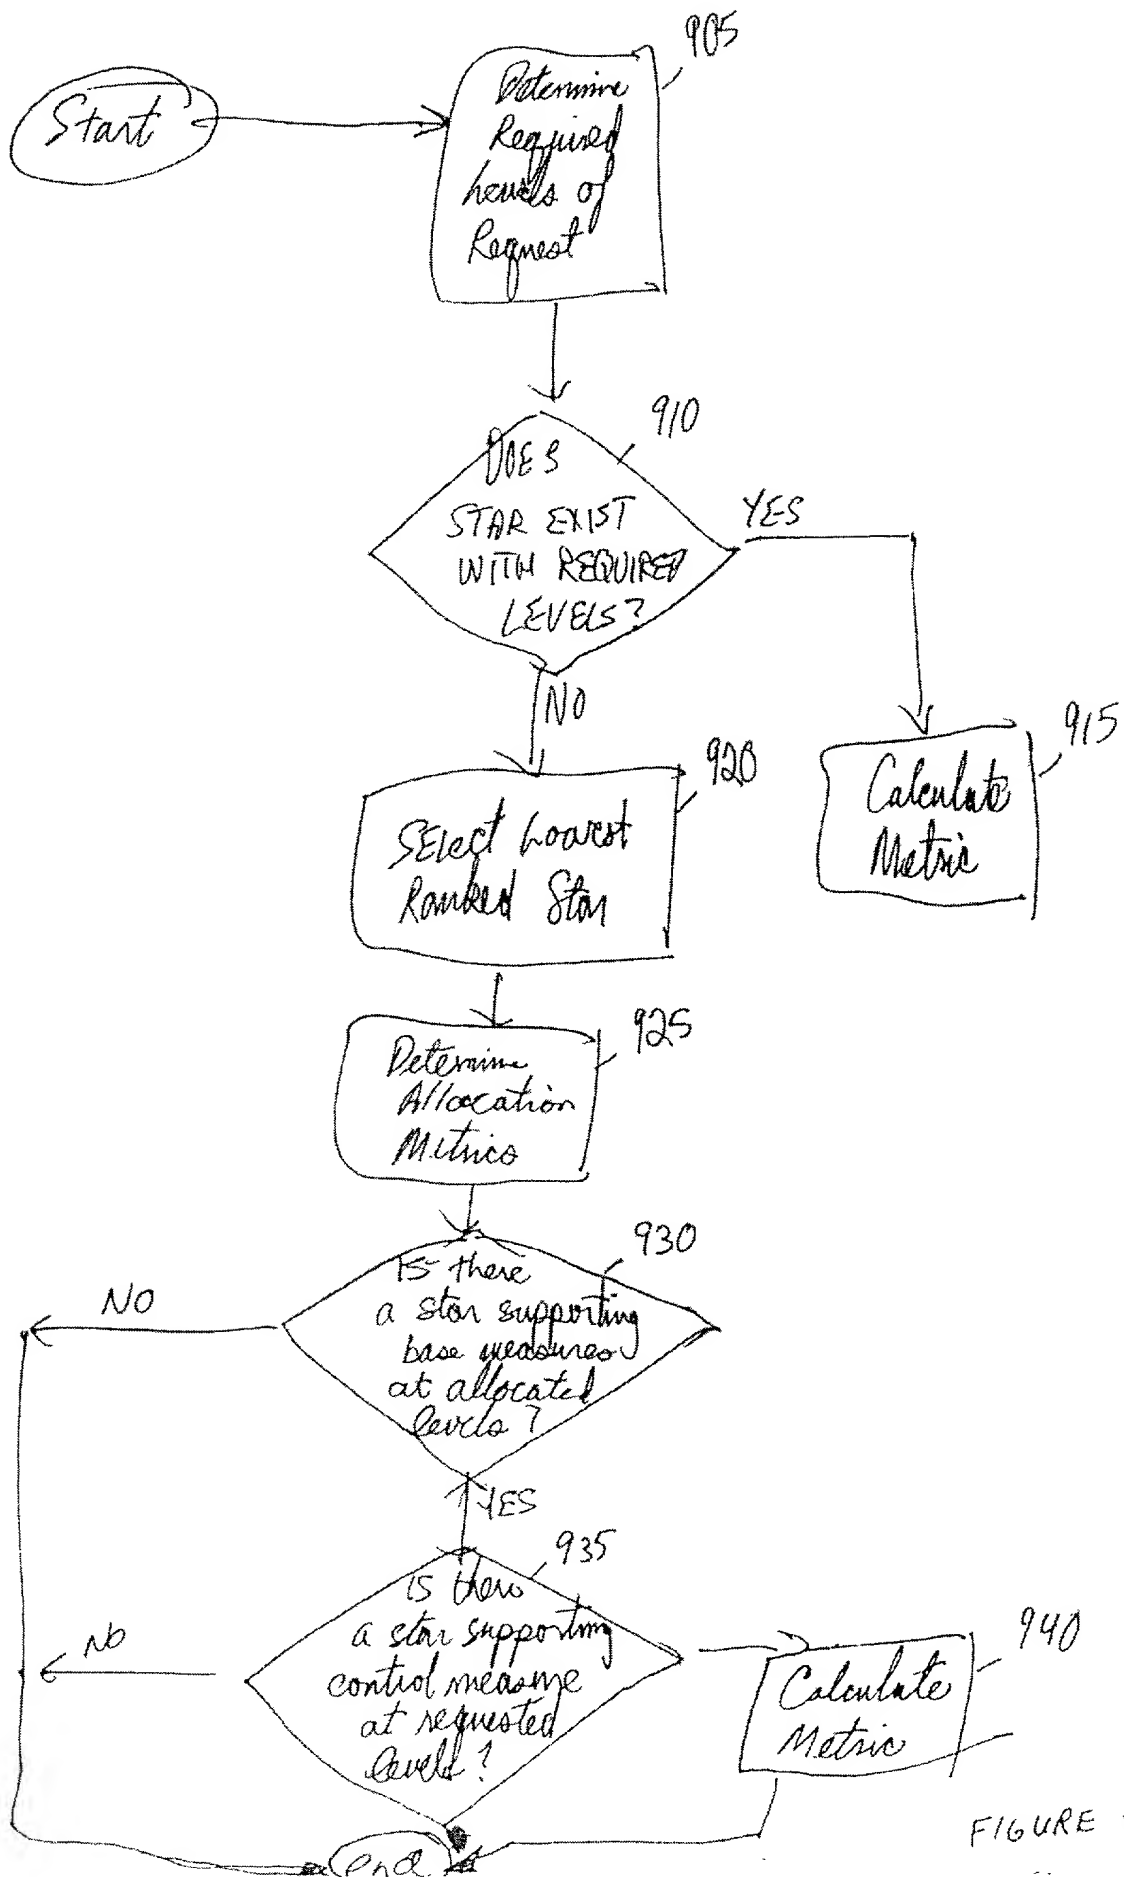 905
Start
Determine
Required
Levels of
Request
910
DOES
STAR EXIST
WITH REQUIRED
LEVELS?
YES
NO
915
Calculate
Metric
920
SElect Lowest
Ranked Star
925
Determine
Allocation
Metrics
930
Is there
a star supporting
base measures
at allocated
levels?
NO
YES
935
Is there
a star supporting
control measure
at requested
levels?
NO
940
Calculate
Metric
end
FIGURE